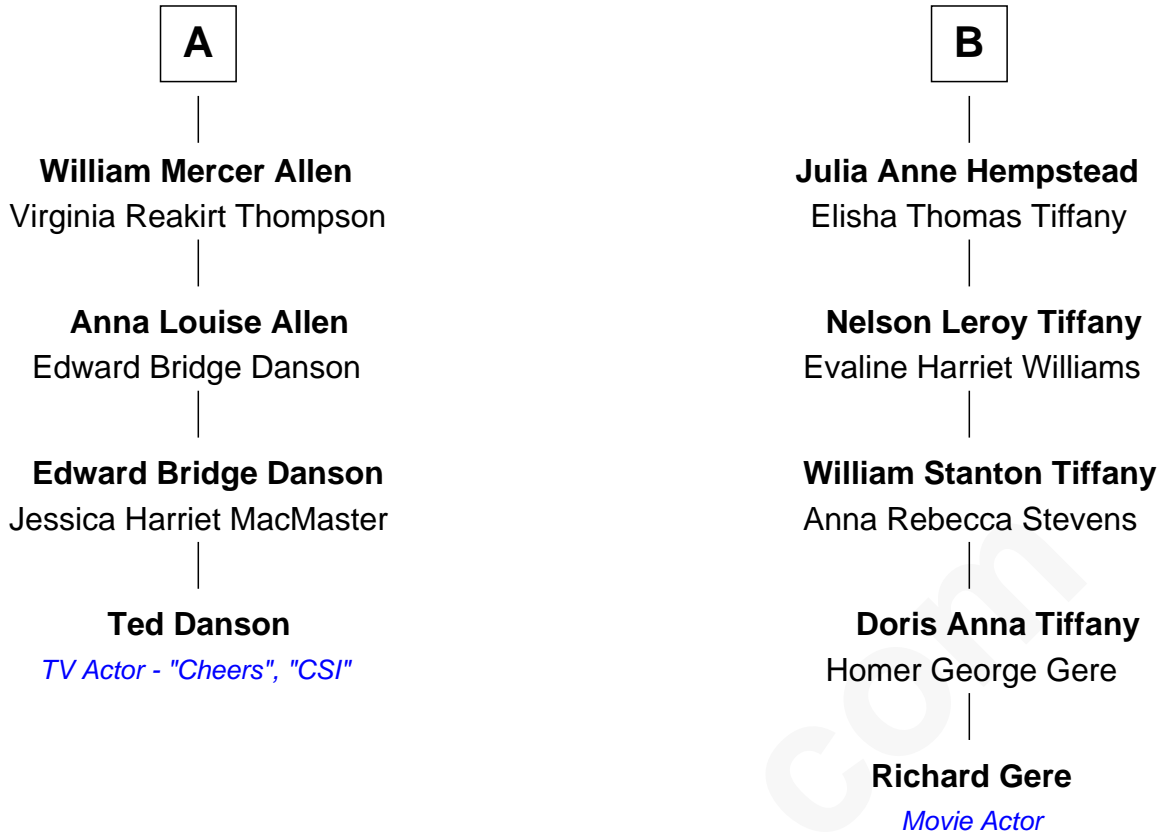 A
William Mercer Allen
Virginia Reakirt Thompson
Anna Louise Allen
Edward Bridge Danson
Edward Bridge Danson
Jessica Harriet MacMaster
Ted Danson
TV Actor - "Cheers", "CSI"
B
Julia Anne Hempstead
Elisha Thomas Tiffany
Nelson Leroy Tiffany
Evaline Harriet Williams
William Stanton Tiffany
Anna Rebecca Stevens
Doris Anna Tiffany
Homer George Gere
Richard Gere
Movie Actor
com